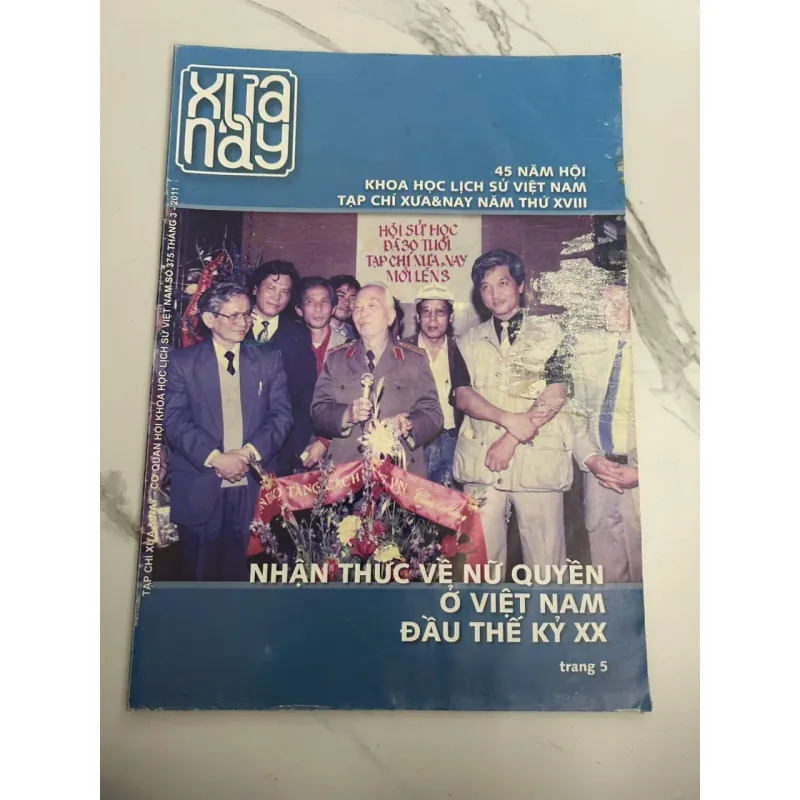 XƯA
NAY
45 NĂM HỘI
KHOA HỌC LỊCH SỬ VIỆT NAM
TẠP CHÍ XƯA&NAY NĂM THỨ XVIII
HỘI SỬ HỌC
ĐÃ 30 TUỔI
TẠP CHÍ XƯA NAY
MỚI LÊN 3
TẠP CHÍ XƯA&NAY - CƠ QUAN HỘI KHOA HỌC LỊCH SỬ VIỆT NAM SỐ 375 THÁNG 3 - 2011
TÀNG CÁCH
VN
NHẬN THỨC VỀ NỮ QUYỀN
Ở VIỆT NAM
ĐẦU THẾ KỶ XX
trang 5